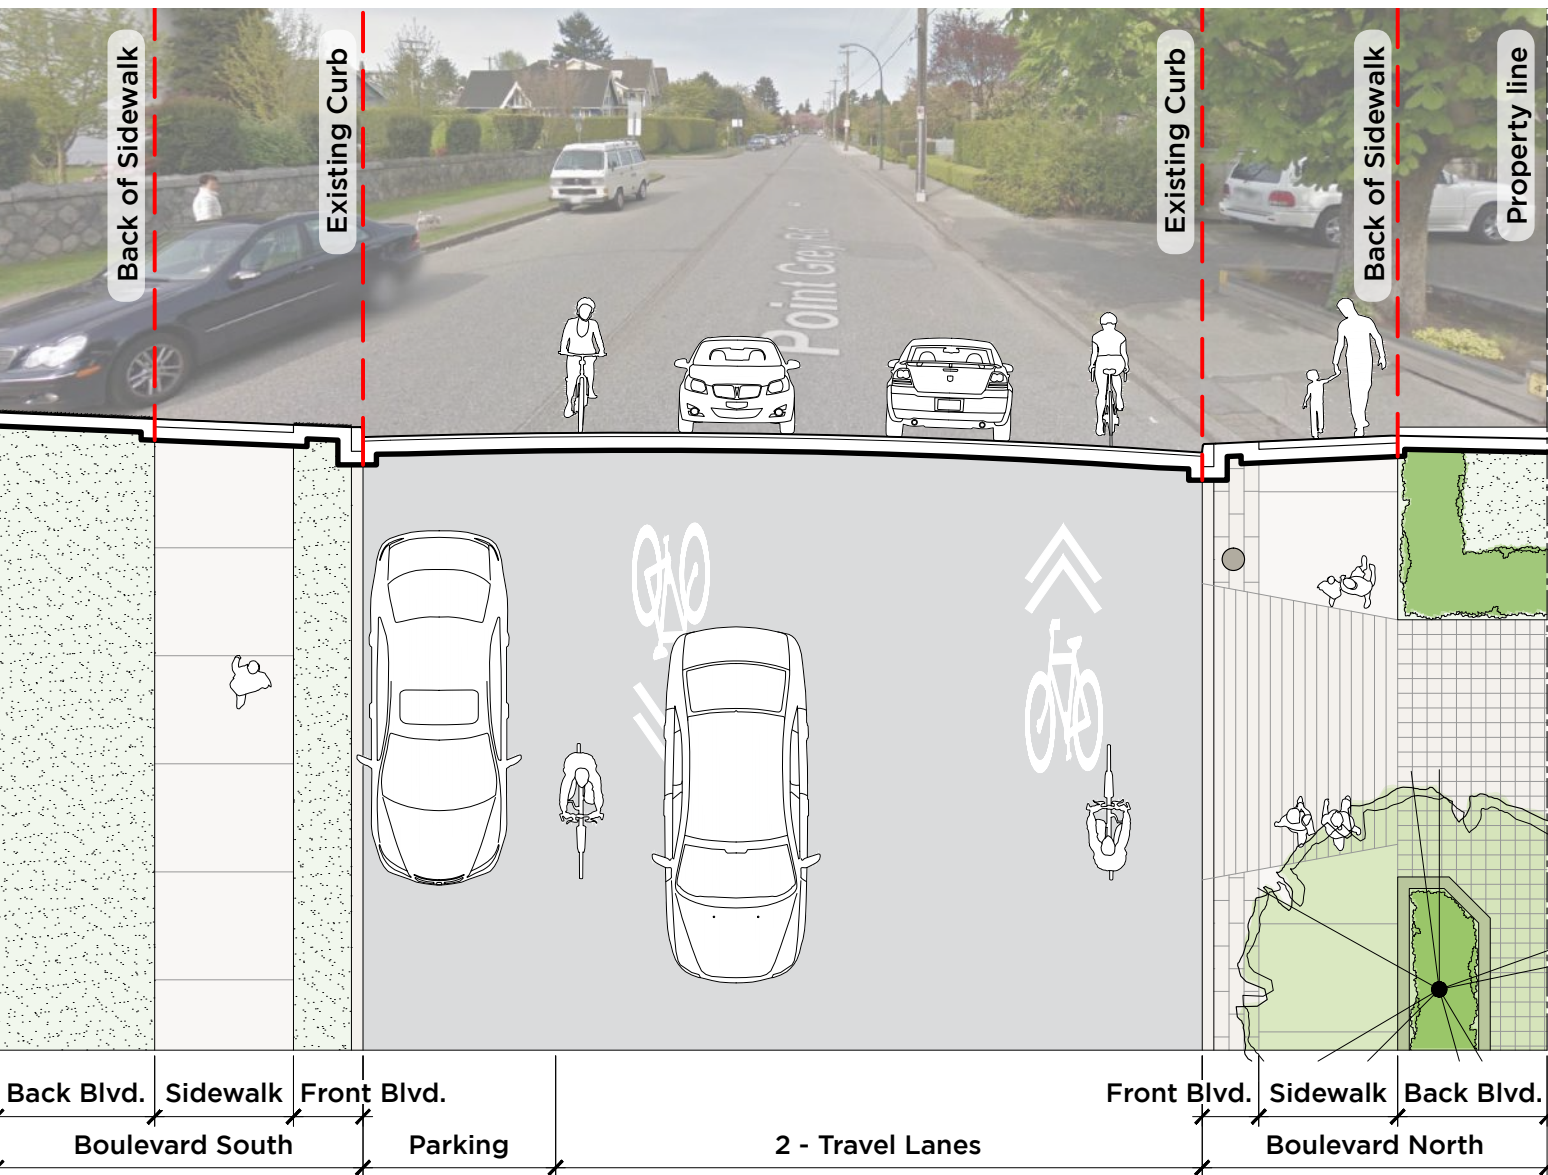 Back of Sidewalk
Existing Curb
Existing Curb
Back of Sidewalk
Property line
Point Grey Rd
Back Blvd.
Sidewalk
Front Blvd.
Front Blvd.
Sidewalk
Back Blvd.
Boulevard South
Parking
2 - Travel Lanes
Boulevard North